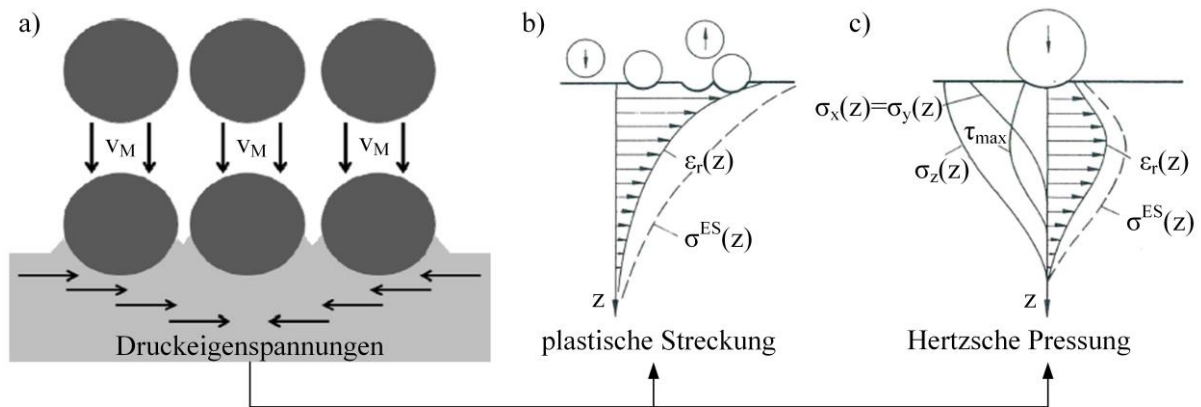 a)
v_M v_M v_M
Druckeigenspannungen
b)
ε_r(z)
σ^ES(z)
z
plastische Streckung
c)
σ_x(z)=σ_y(z)
τ_max
σ_z(z)
ε_r(z)
σ^ES(z)
z
Hertzsche Pressung